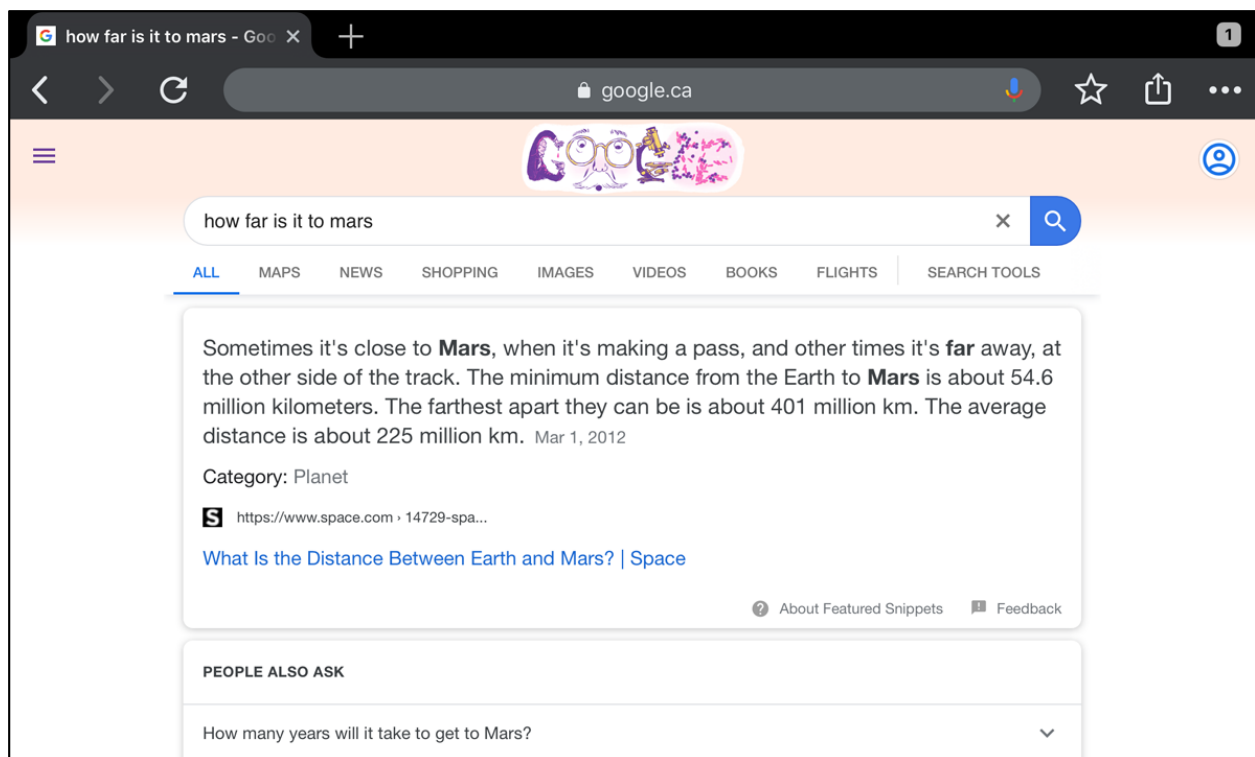 how far is it to mars - Goo
1
google.ca
GOOGLE
how far is it to mars
ALL MAPS NEWS SHOPPING IMAGES VIDEOS BOOKS FLIGHTS SEARCH TOOLS
Sometimes it's close to Mars, when it's making a pass, and other times it's far away, at
the other side of the track. The minimum distance from the Earth to Mars is about 54.6
million kilometers. The farthest apart they can be is about 401 million km. The average
distance is about 225 million km. Mar 1, 2012
Category: Planet
S https://www.space.com › 14729-spa...
What Is the Distance Between Earth and Mars? | Space
About Featured Snippets Feedback
PEOPLE ALSO ASK
How many years will it take to get to Mars?